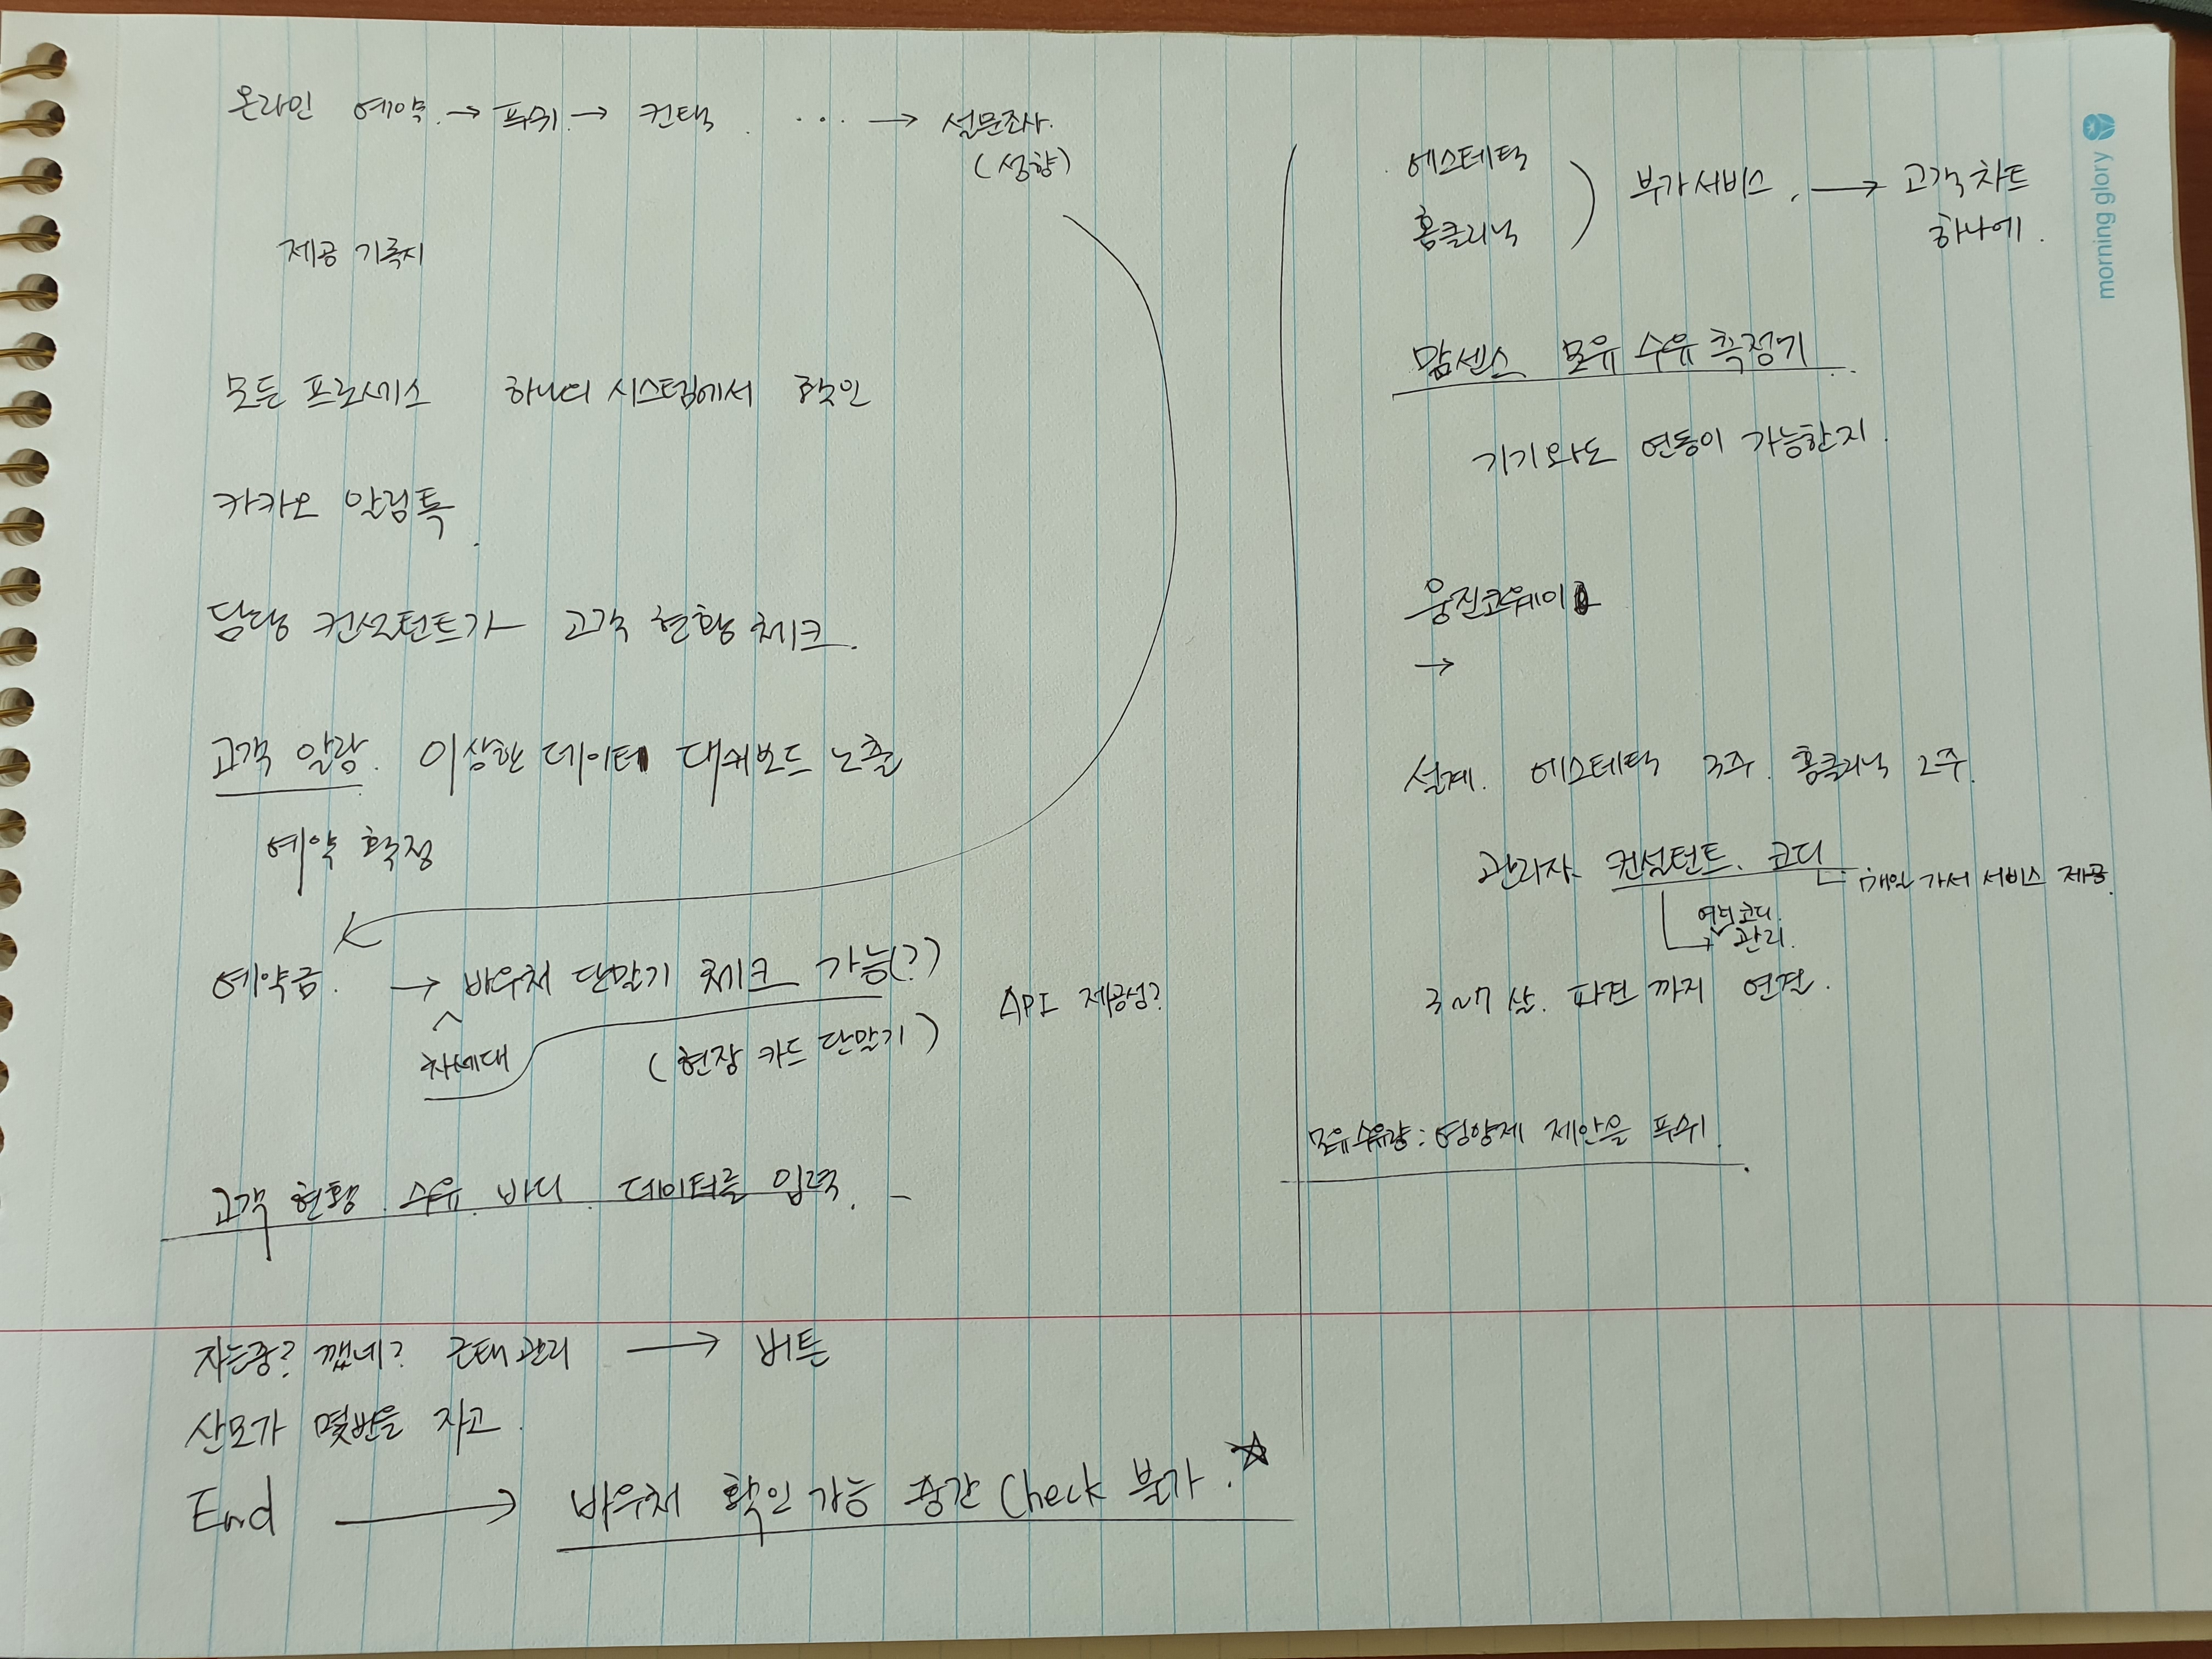 온라인 예약. → 푸쉬. → 컨택. ... → 설문조사.
(성향)
제공 기록지
모든 프로세스 하나의 시스템에서 확인
카카오 알림톡.
담당 컨설턴트가 고객 현황 체크.
고객 알람. 이상한 데이터 대쉬보드 노출
예약 확정
예약금. → 바우처 단말기 체크 가능(?)
차세대 (현장 카드 단말기)
API 제공성?
고객 현황. 수유. 바디. 데이터를 입력. -
자는중? 깼네? 근태관리 → 버튼
산모가 몇번을 자고.
End → 바우처 확인 가능 중간 Check 불가. ☆
에스테틱
홈클리닉
) 부가서비스. → 고객차트
하나에.
맘센스 모유 수유 측정기.
기기와도 연동이 가능한지.
웅진코웨이
→
설계. 에스테틱 3주. 홈클리닉 2주.
관리자. 컨설턴트. 코디
매일 가서 서비스 제공.
코디.
관리.
3~7살. 파견 까지 연결.
모유수유량: 영양제 제안을 푸쉬.
morning glory